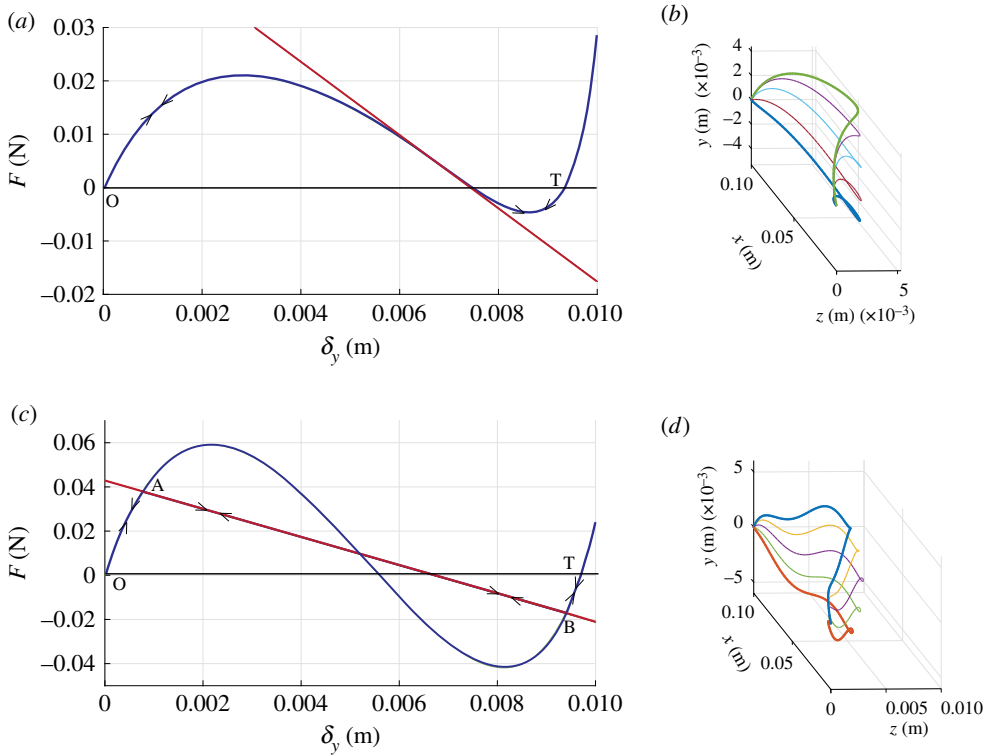 (a)
0.03
0.02
0.01
0
−0.01
−0.02
F (N)
O
T
0 0.002 0.004 0.006 0.008 0.010
δy (m)
(b)
4
2
0
−2
−4
y (m) (×10−3)
0.10
0.05
x (m)
0 5
z (m) (×10−3)
(c)
0.06
0.04
0.02
0
−0.02
−0.04
F (N)
A
O
T
B
0 0.002 0.004 0.006 0.008 0.010
δy (m)
(d)
5
0
−5
y (m) (×10−3)
0.10
0.05
x (m)
0 0.005 0.010
z (m)